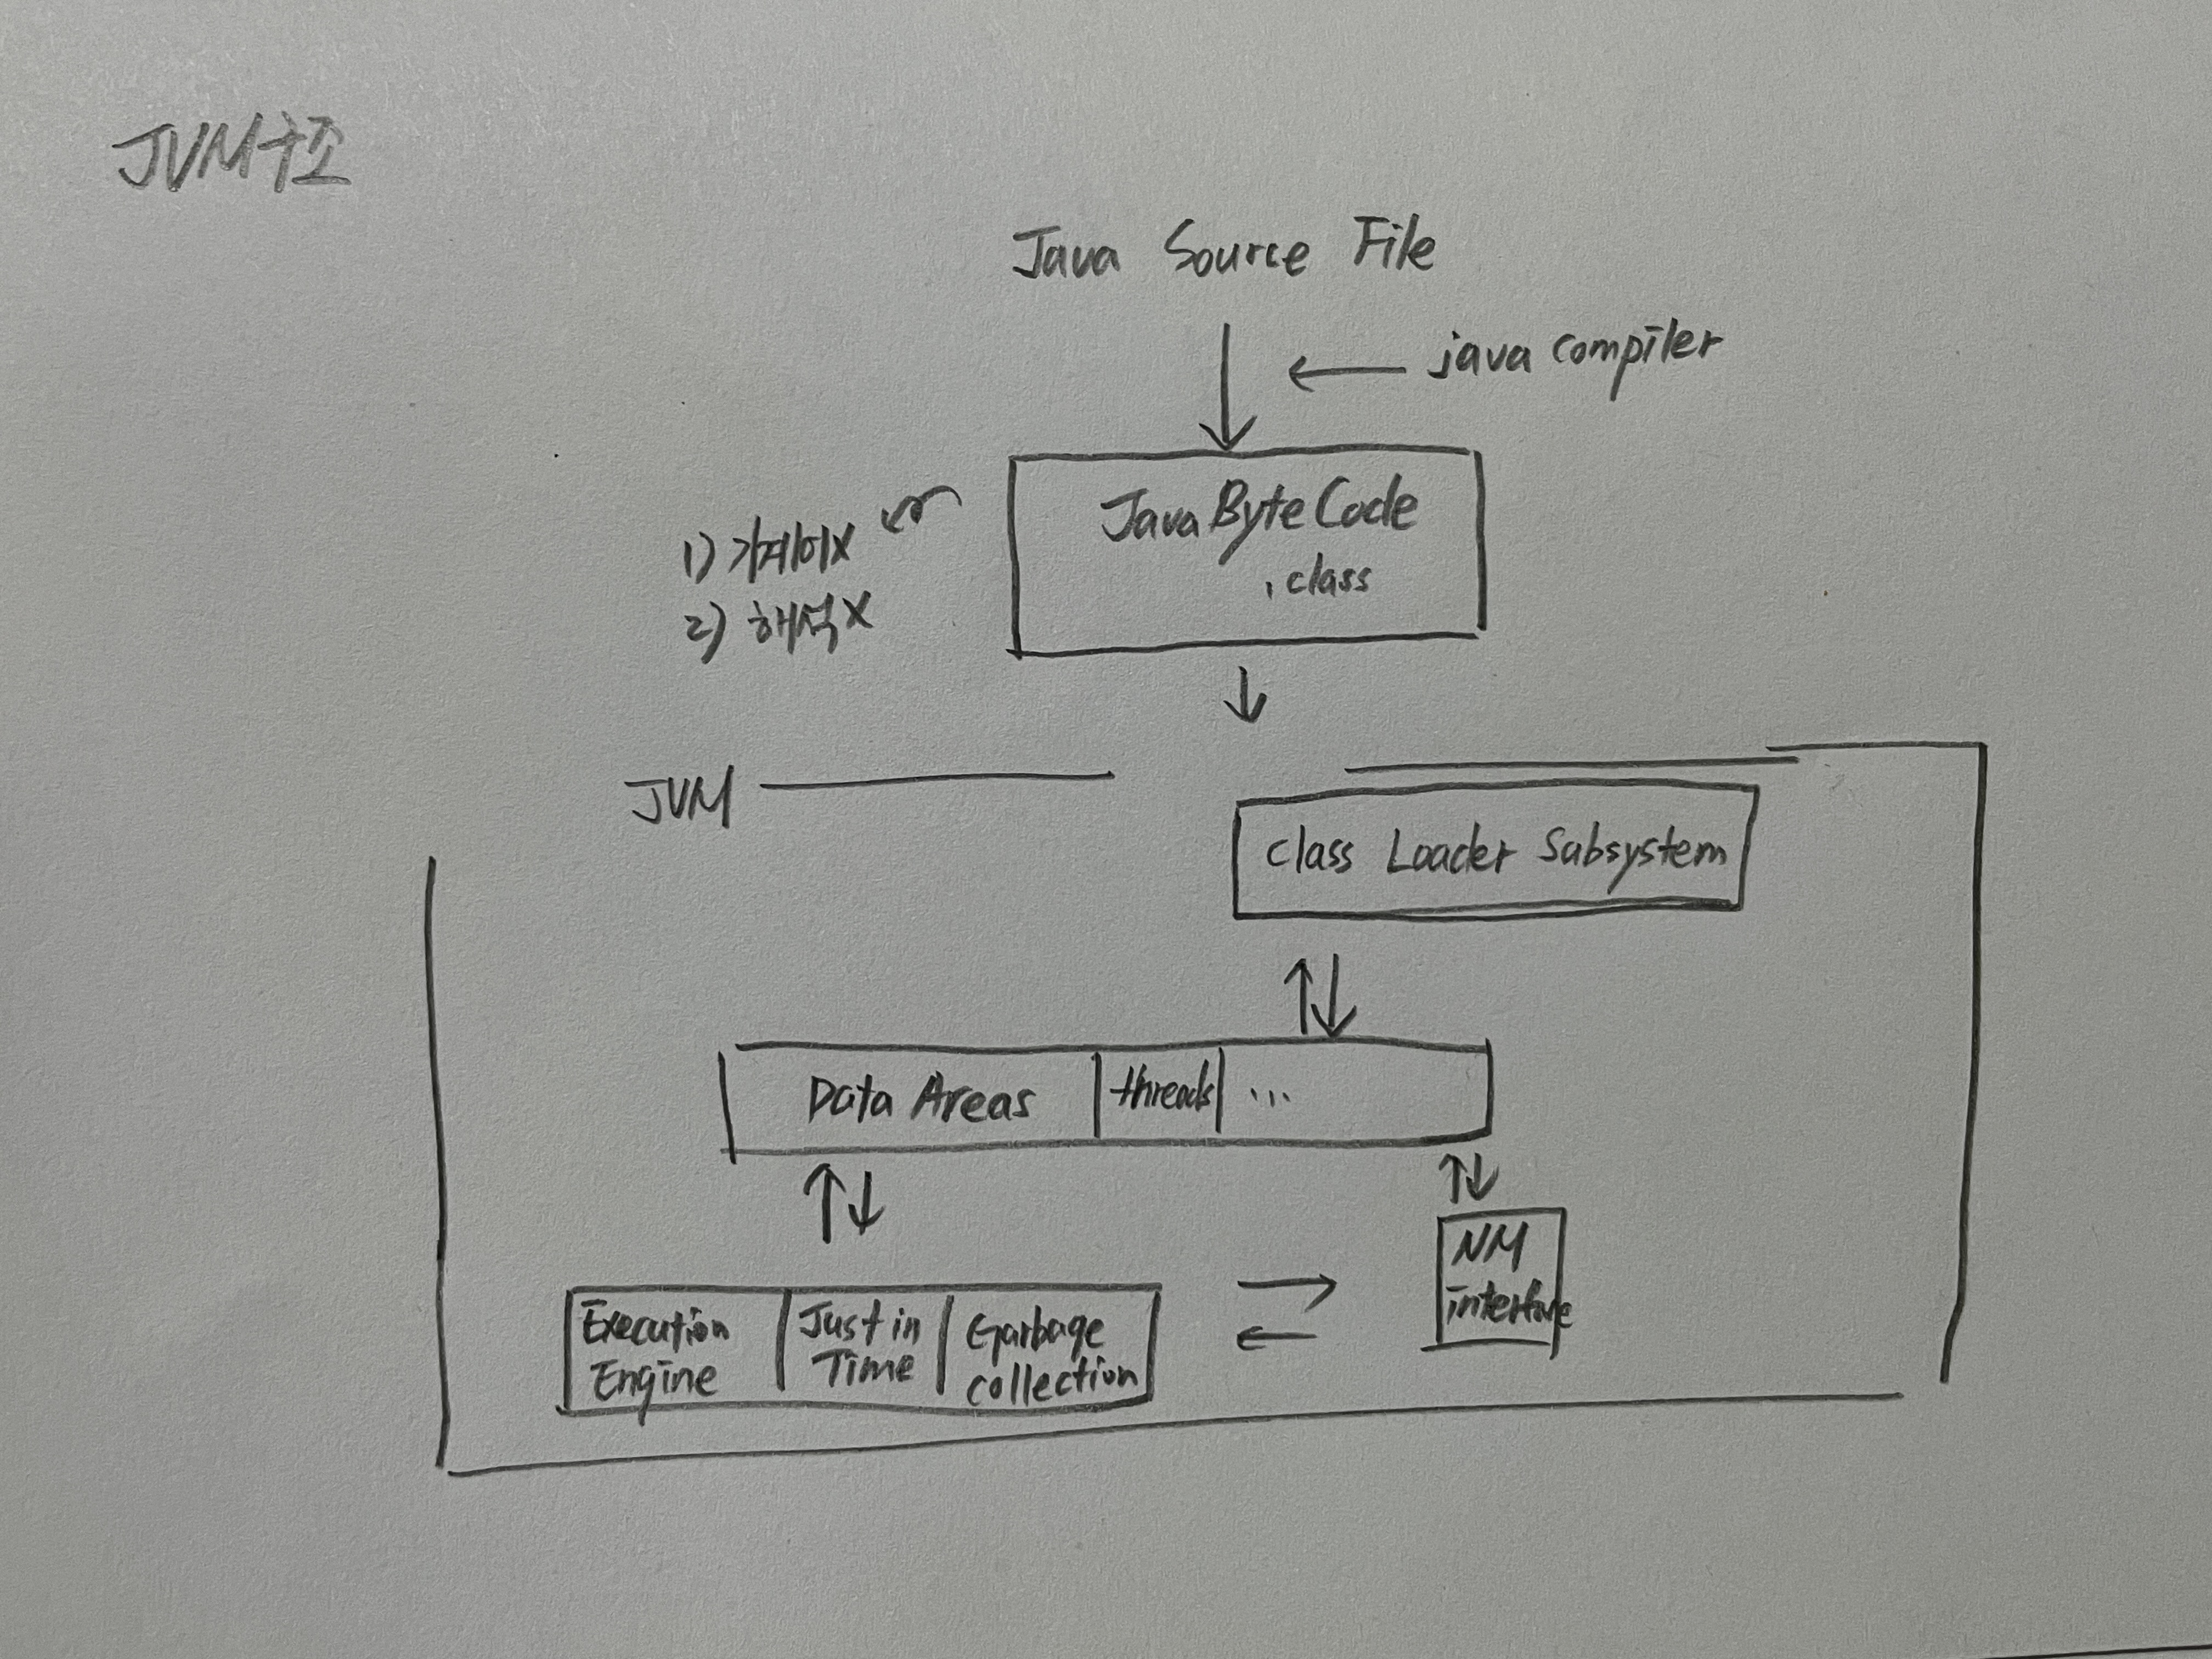 JVM구조
Java Source File
java compiler
Java Byte Code
.class
1) 기계어X
2) 해석X
JVM
Class Loader Subsystem
Data Areas
threads
...
Execution
Engine
Just in
Time
Garbage
collection
NM
interface